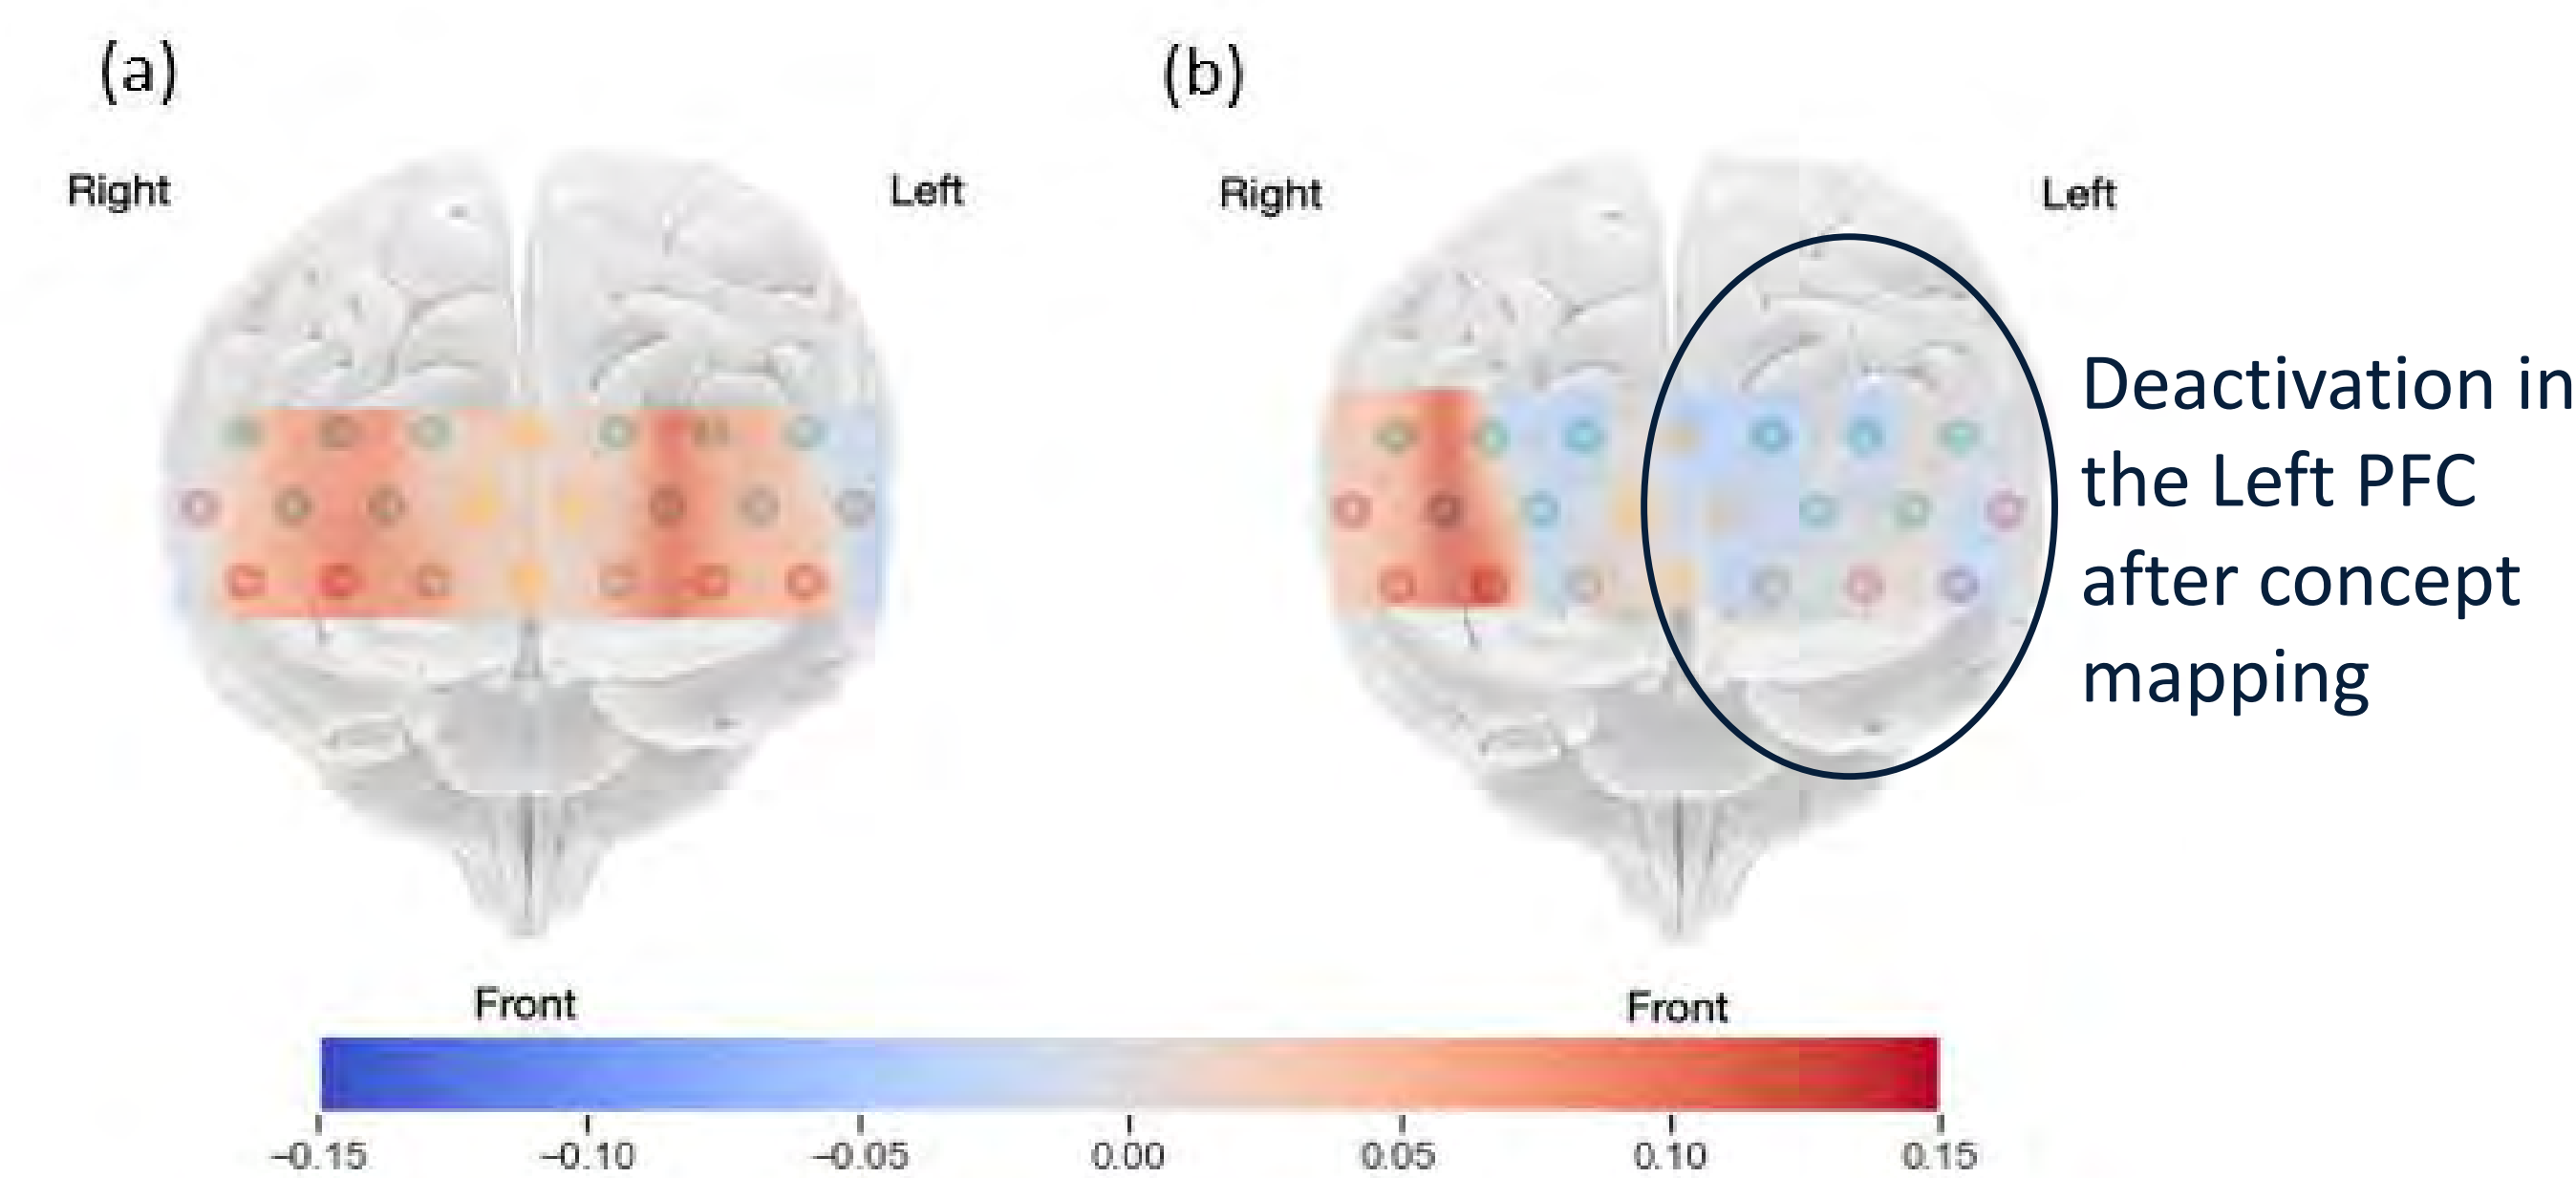 (a)
(b)
Right
Left
Right
Left
Deactivation in
the Left PFC
after concept
mapping
Front
Front
−0.15
−0.10
−0.05
0.00
0.05
0.10
0.15